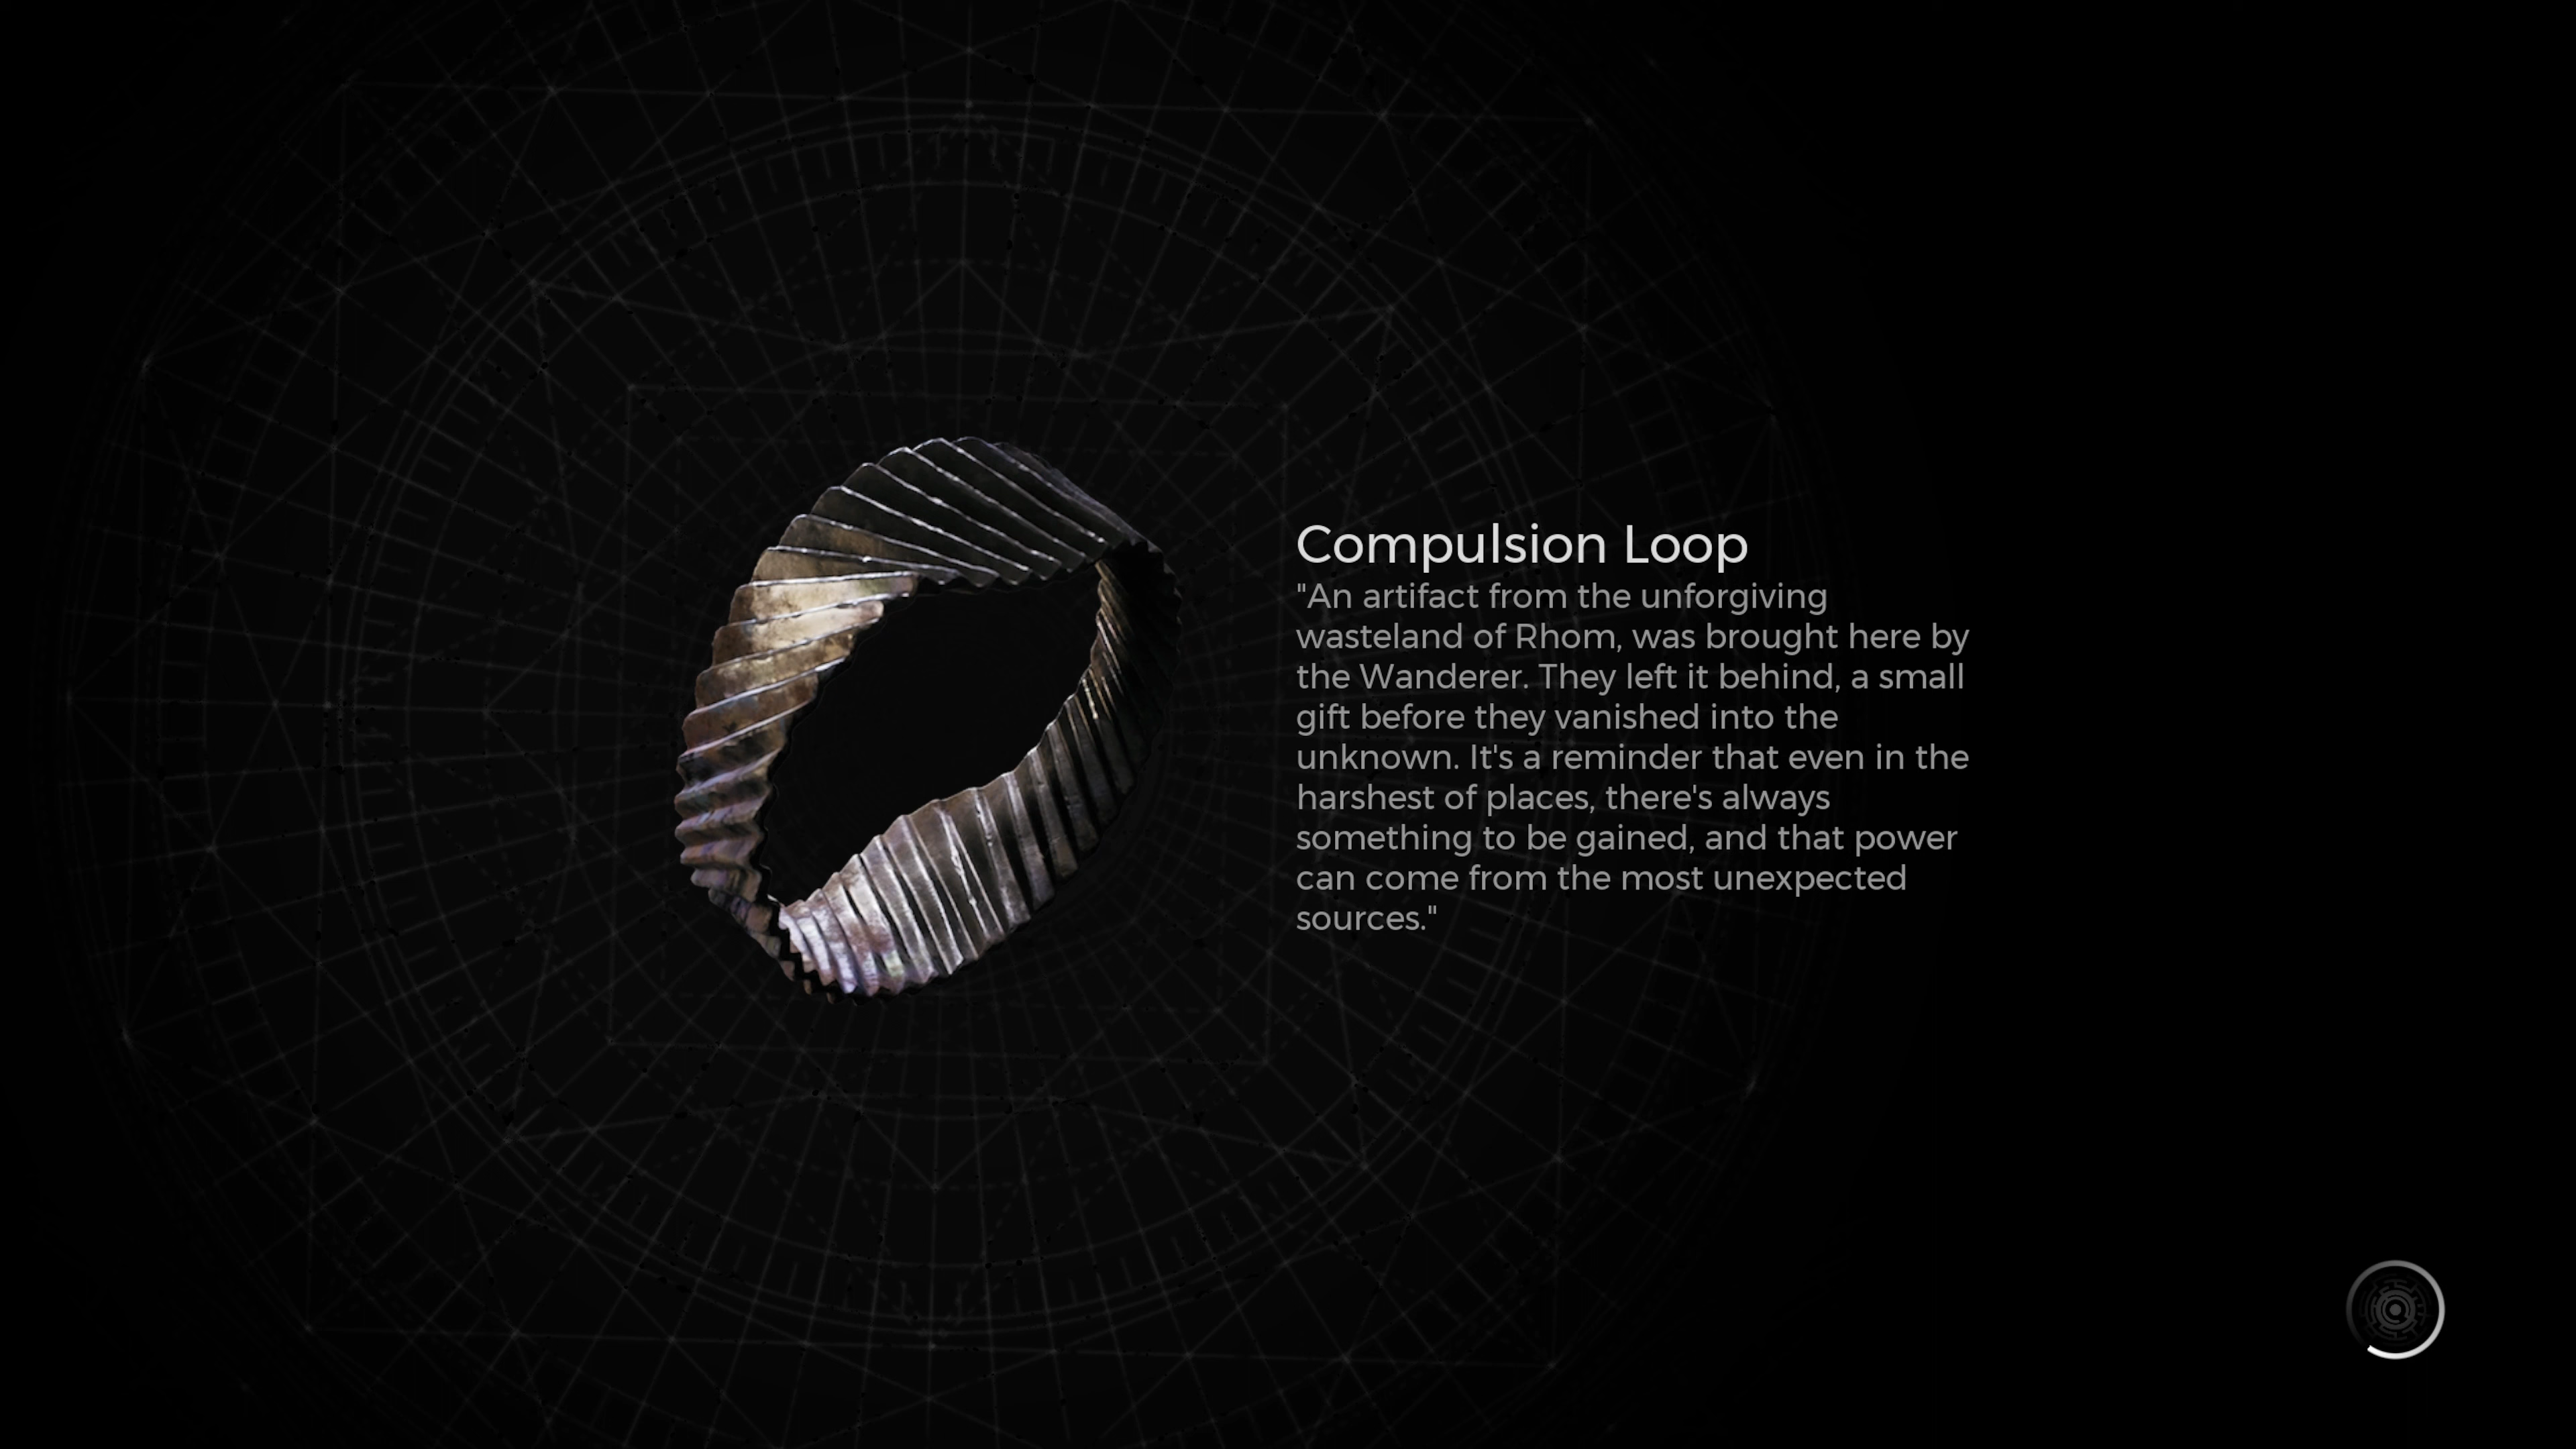 Compulsion Loop
"An artifact from the unforgiving
wasteland of Rhom, was brought here by
the Wanderer. They left it behind, a small
gift before they vanished into the
unknown. It's a reminder that even in the
harshest of places, there's always
something to be gained, and that power
can come from the most unexpected
sources."